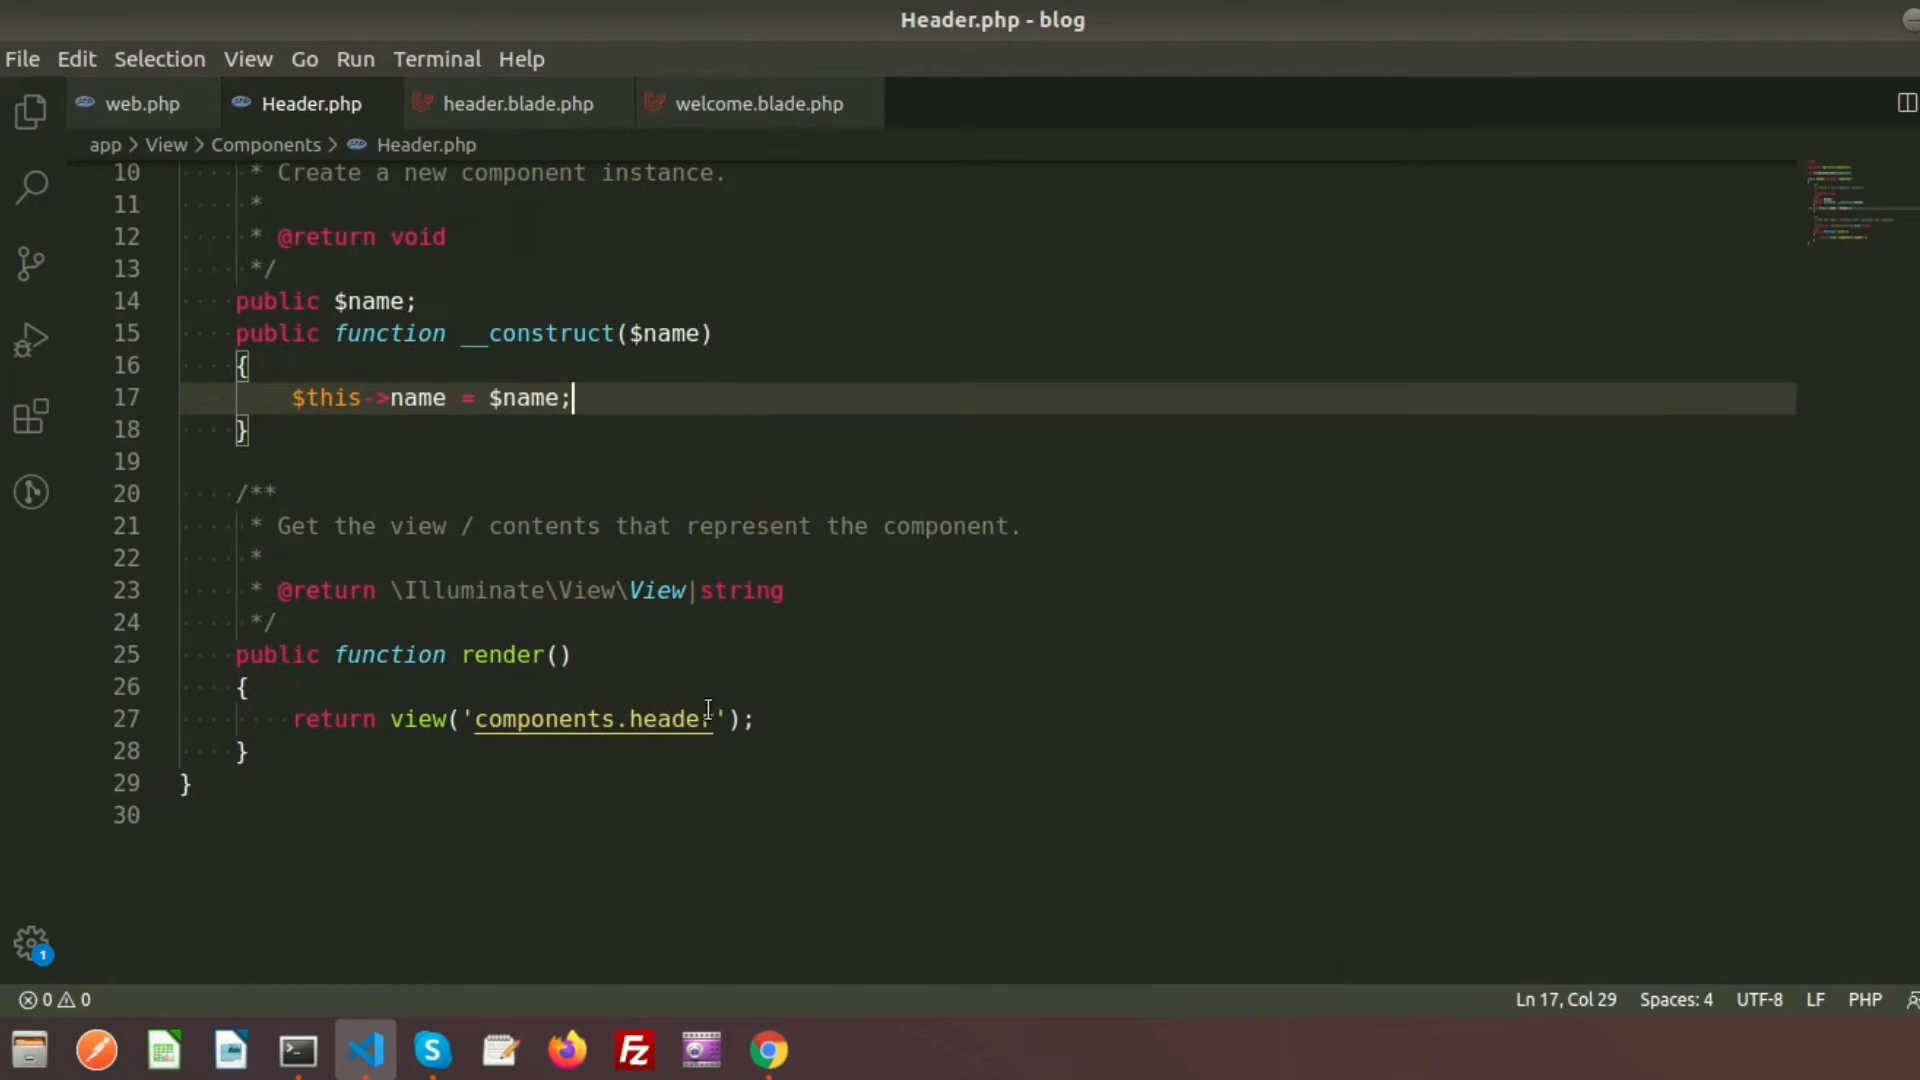 Header.php - blog
File Edit Selection View Go Run Terminal Help
web.php Header.php header.blade.php welcome.blade.php
app > View > Components > Header.php
10 * Create a new component instance.
11 *
12 * @return void
13 */
14 public $name;
15 public function __construct($name)
16 {
17 $this->name = $name;
18 }
19
20 /**
21 * Get the view / contents that represent the component.
22 *
23 * @return \Illuminate\View\View|string
24 */
25 public function render()
26 {
27 return view('components.header');
28 }
29 }
30
1
0 0 Ln 17, Col 29 Spaces: 4 UTF-8 LF PHP
S FZ